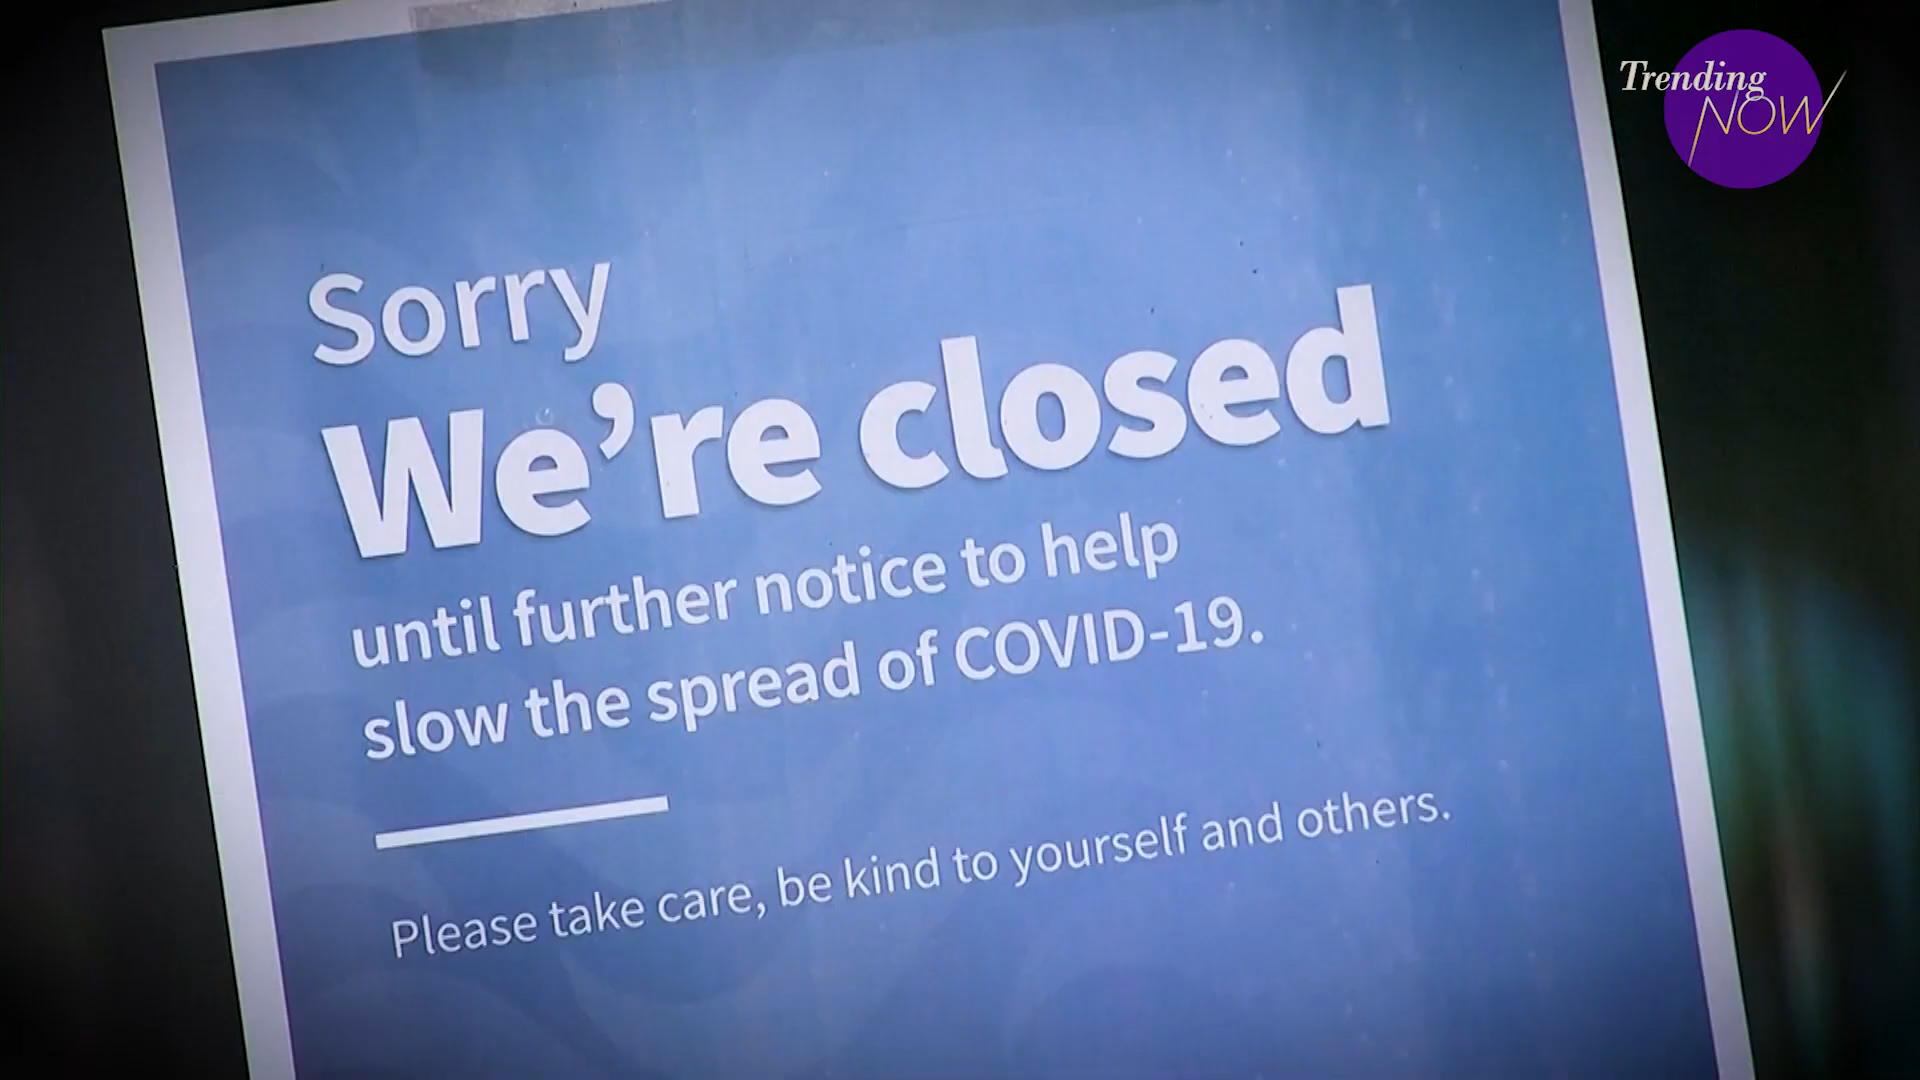 Trending
NOW
Sorry
We're closed
until further notice to help
slow the spread of COVID-19.
Please take care, be kind to yourself and others.